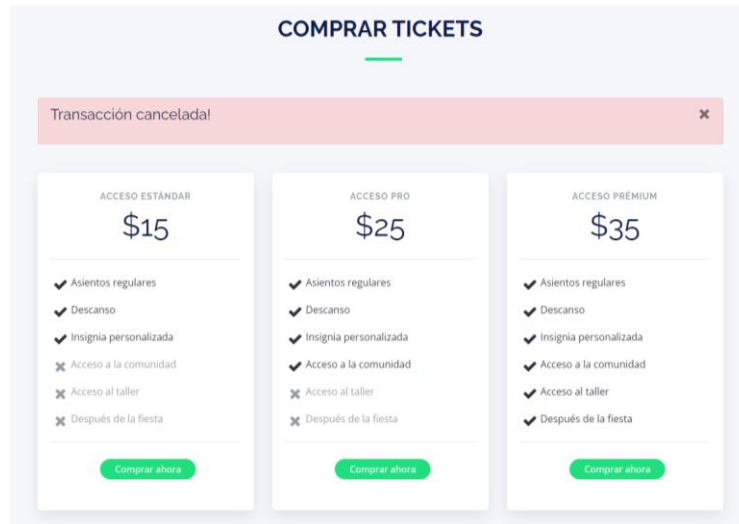 COMPRAR TICKETS
Transacción cancelada!
ACCESO ESTÁNDAR
$15
Asientos regulares
Descanso
Insignia personalizada
Acceso a la comunidad
Acceso al taller
Después de la fiesta
Comprar ahora
ACCESO PRO
$25
Asientos regulares
Descanso
Insignia personalizada
Acceso a la comunidad
Acceso al taller
Después de la fiesta
Comprar ahora
ACCESO PRÉMIUM
$35
Asientos regulares
Descanso
Insignia personalizada
Acceso a la comunidad
Acceso al taller
Después de la fiesta
Comprar ahora